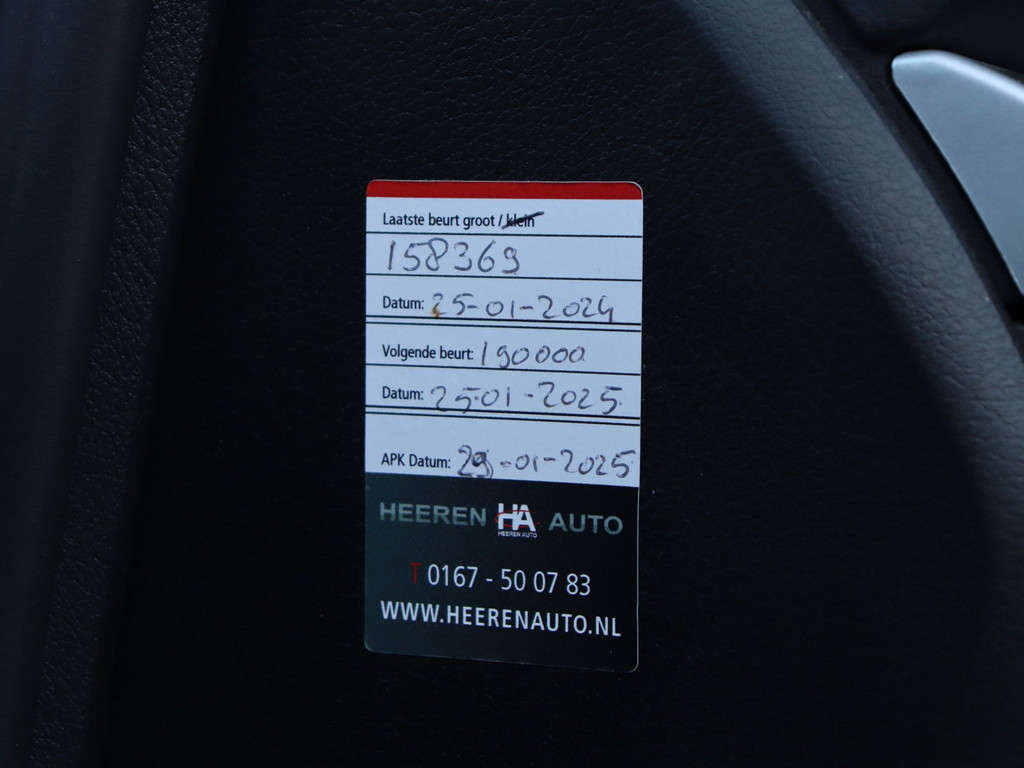 Laatste beurt groot / klein
158369
Datum: 25-01-2024
Volgende beurt: 190000
Datum: 25-01-2025
APK Datum: 29-01-2025
HEEREN HA AUTO
HEEREN AUTO
T 0167 - 50 07 83
WWW.HEERENAUTO.NL